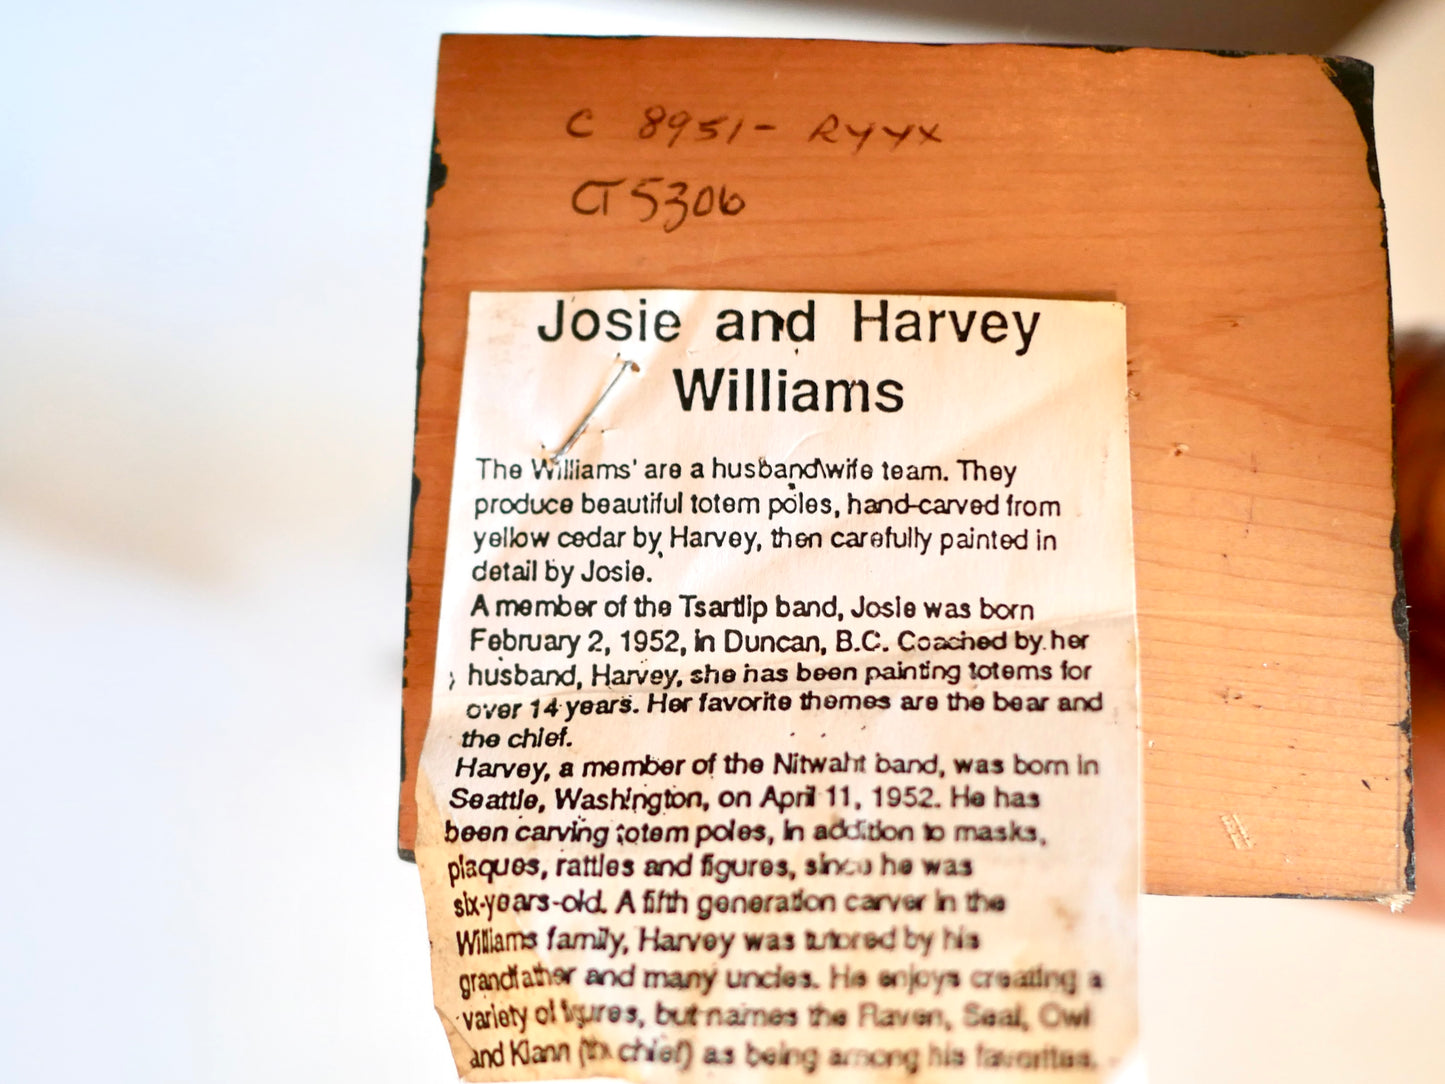 C 8951- RYYX
CT 5306
Josie and Harvey
Williams
The Williams' are a husband\wife team. They
produce beautiful totem poles, hand-carved from
yellow cedar by Harvey, then carefully painted in
detail by Josie.
A member of the Tsartlip band, Josie was born
February 2, 1952, in Duncan, B.C. Coached by her
husband, Harvey, she has been painting totems for
over 14 years. Her favorite themes are the bear and
the chief.
Harvey, a member of the Nitwaht band, was born in
Seattle, Washington, on April 11, 1952. He has
been carving totem poles, in addition to masks,
plaques, rattles and figures, since he was
six-years-old. A fifth generation carver in the
Williams family, Harvey was tutored by his
grandfather and many uncles. He enjoys creating a
variety of figures, but names the Raven, Seal, Owl
and Klann (the chief) as being among his favorites.